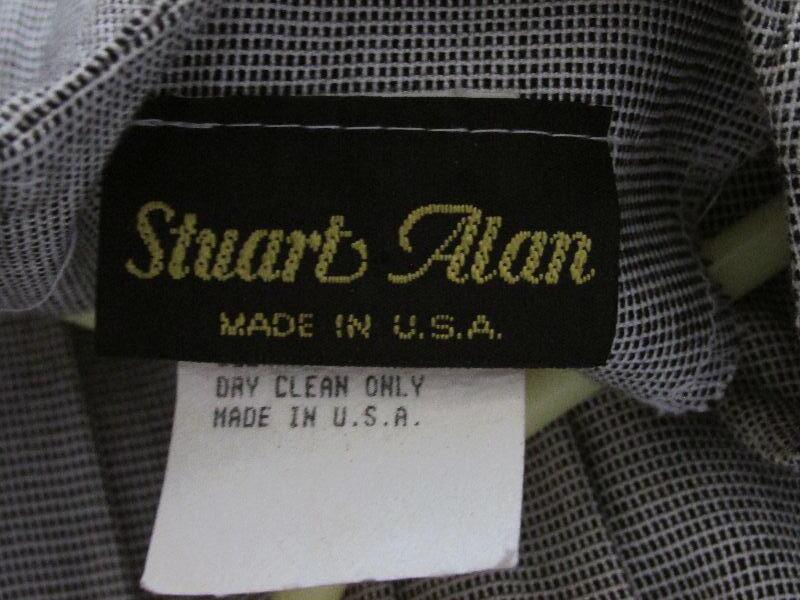 Stuart Alan
MADE IN U.S.A.
DRY CLEAN ONLY
MADE IN U.S.A.